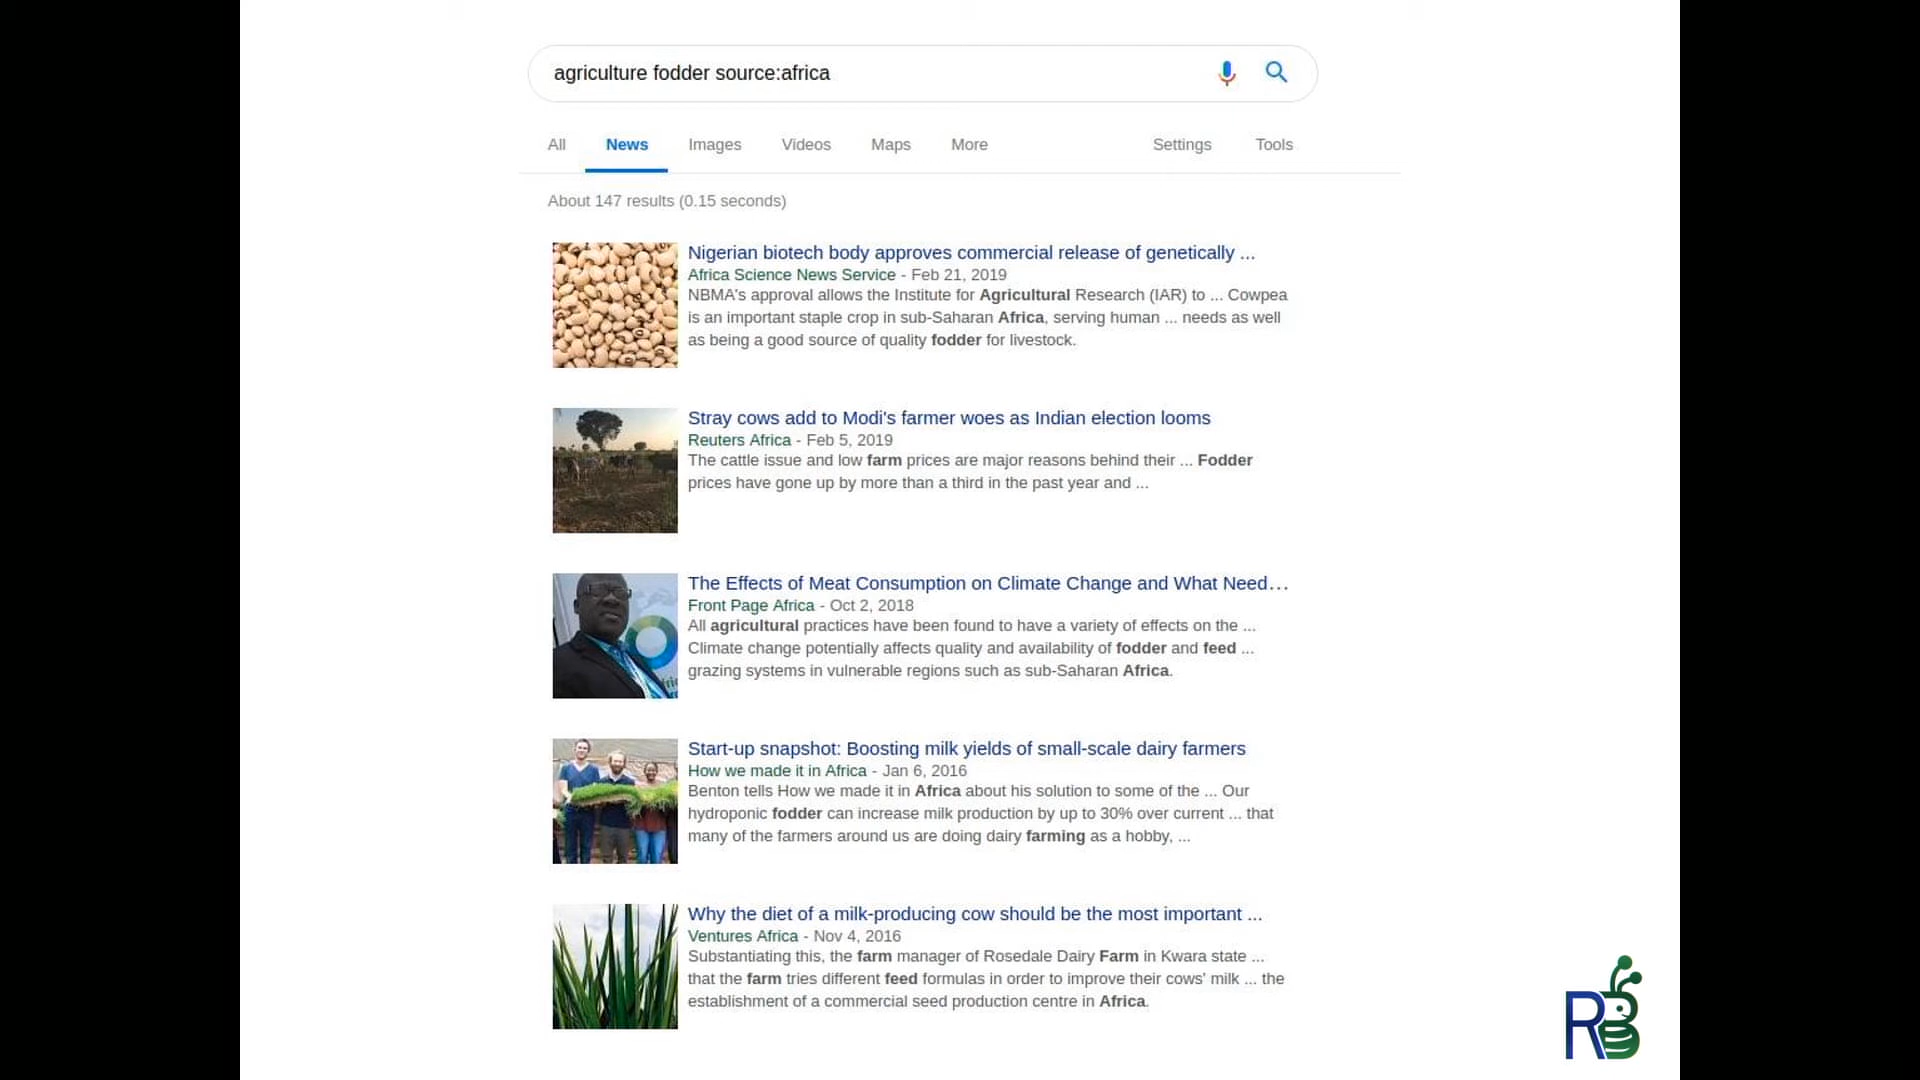 agriculture fodder source:africa
All News Images Videos Maps More Settings Tools
About 147 results (0.15 seconds)
Nigerian biotech body approves commercial release of genetically ...
Africa Science News Service - Feb 21, 2019
NBMA's approval allows the Institute for Agricultural Research (IAR) to ... Cowpea
is an important staple crop in sub-Saharan Africa, serving human ... needs as well
as being a good source of quality fodder for livestock.
Stray cows add to Modi's farmer woes as Indian election looms
Reuters Africa - Feb 5, 2019
The cattle issue and low farm prices are major reasons behind their ... Fodder
prices have gone up by more than a third in the past year and ...
The Effects of Meat Consumption on Climate Change and What Need...
Front Page Africa - Oct 2, 2018
All agricultural practices have been found to have a variety of effects on the ...
Climate change potentially affects quality and availability of fodder and feed ...
grazing systems in vulnerable regions such as sub-Saharan Africa.
Start-up snapshot: Boosting milk yields of small-scale dairy farmers
How we made it in Africa - Jan 6, 2016
Benton tells How we made it in Africa about his solution to some of the ... Our
hydroponic fodder can increase milk production by up to 30% over current ... that
many of the farmers around us are doing dairy farming as a hobby, ...
Why the diet of a milk-producing cow should be the most important ...
Ventures Africa - Nov 4, 2016
Substantiating this, the farm manager of Rosedale Dairy Farm in Kwara state ...
that the farm tries different feed formulas in order to improve their cows' milk ... the
establishment of a commercial seed production centre in Africa.
RB